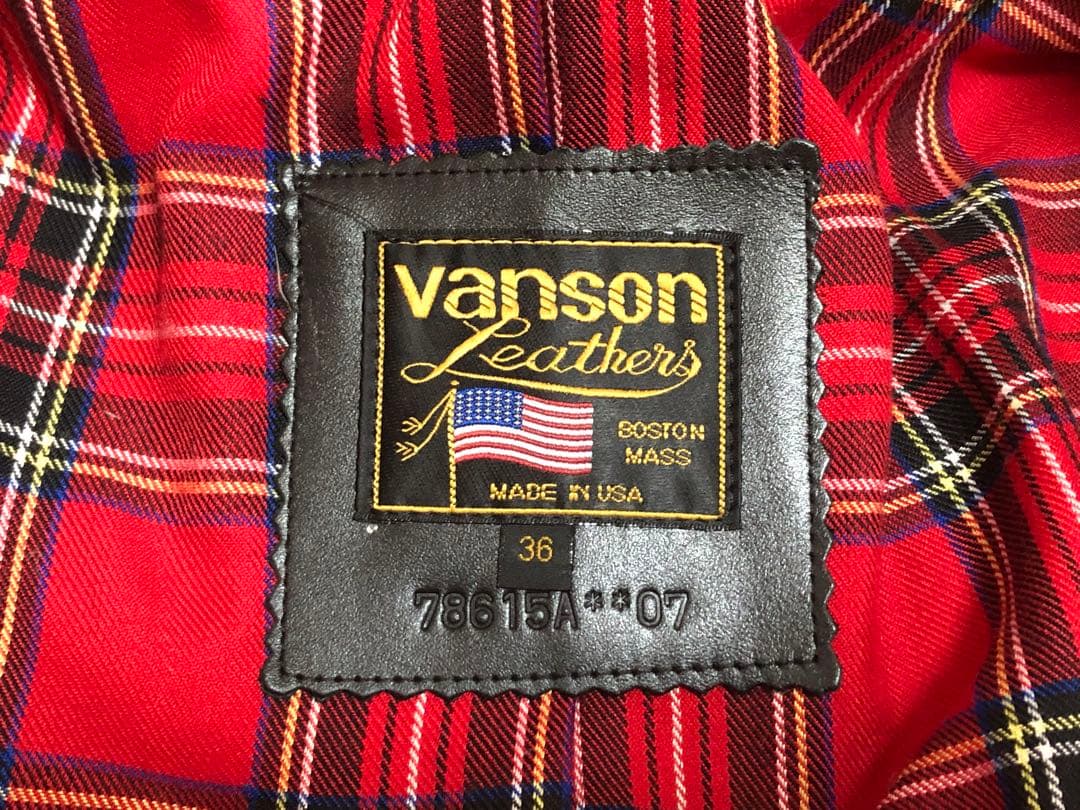 vanson
Leathers
BOSTON
MASS
MADE IN USA
36
78615A**07